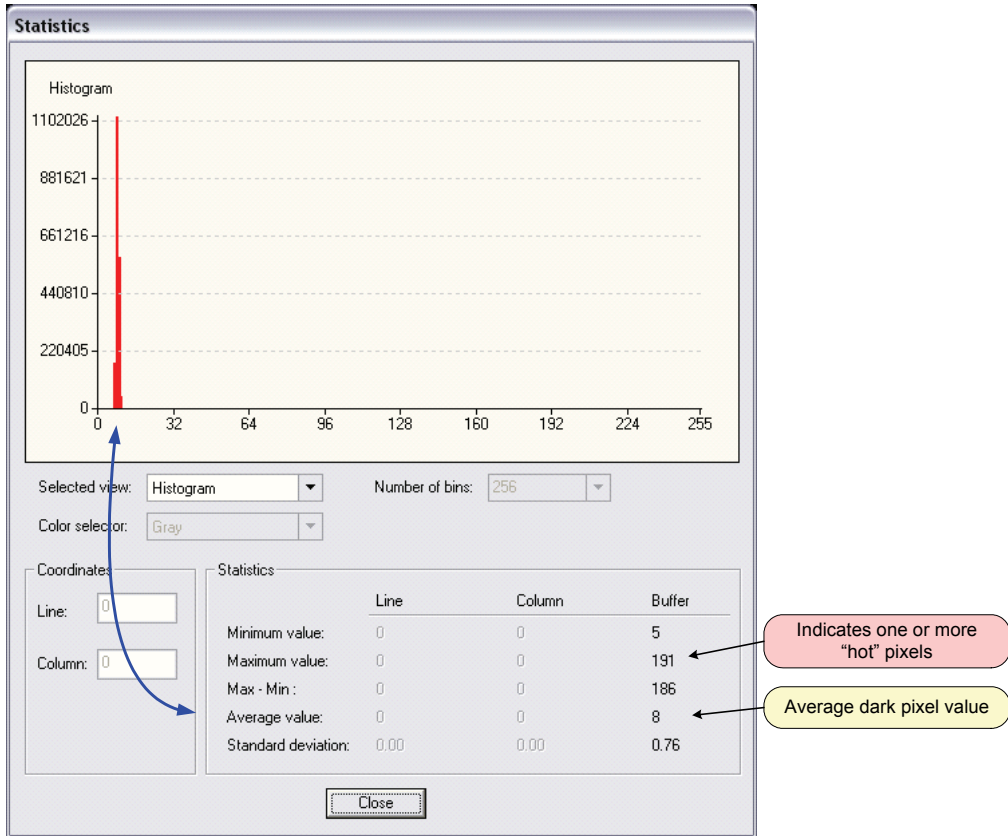 Statistics
Histogram
1102026
881621
661216
440810
220405
0
0 32 64 96 128 160 192 224 255
Selected view: Histogram Number of bins: 256
Color selector: Gray
Coordinates
Line: 0
Column: 0
Statistics
Line Column Buffer
Minimum value: 0 0 5
Maximum value: 0 0 191
Max - Min : 0 0 186
Average value: 0 0 8
Standard deviation: 0.00 0.00 0.76
Close
Indicates one or more
“hot” pixels
Average dark pixel value